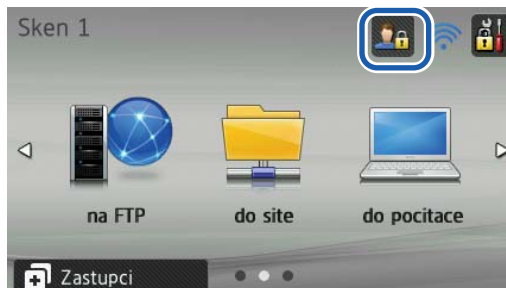 Sken 1
na FTP
do site
do pocitace
Zastupci